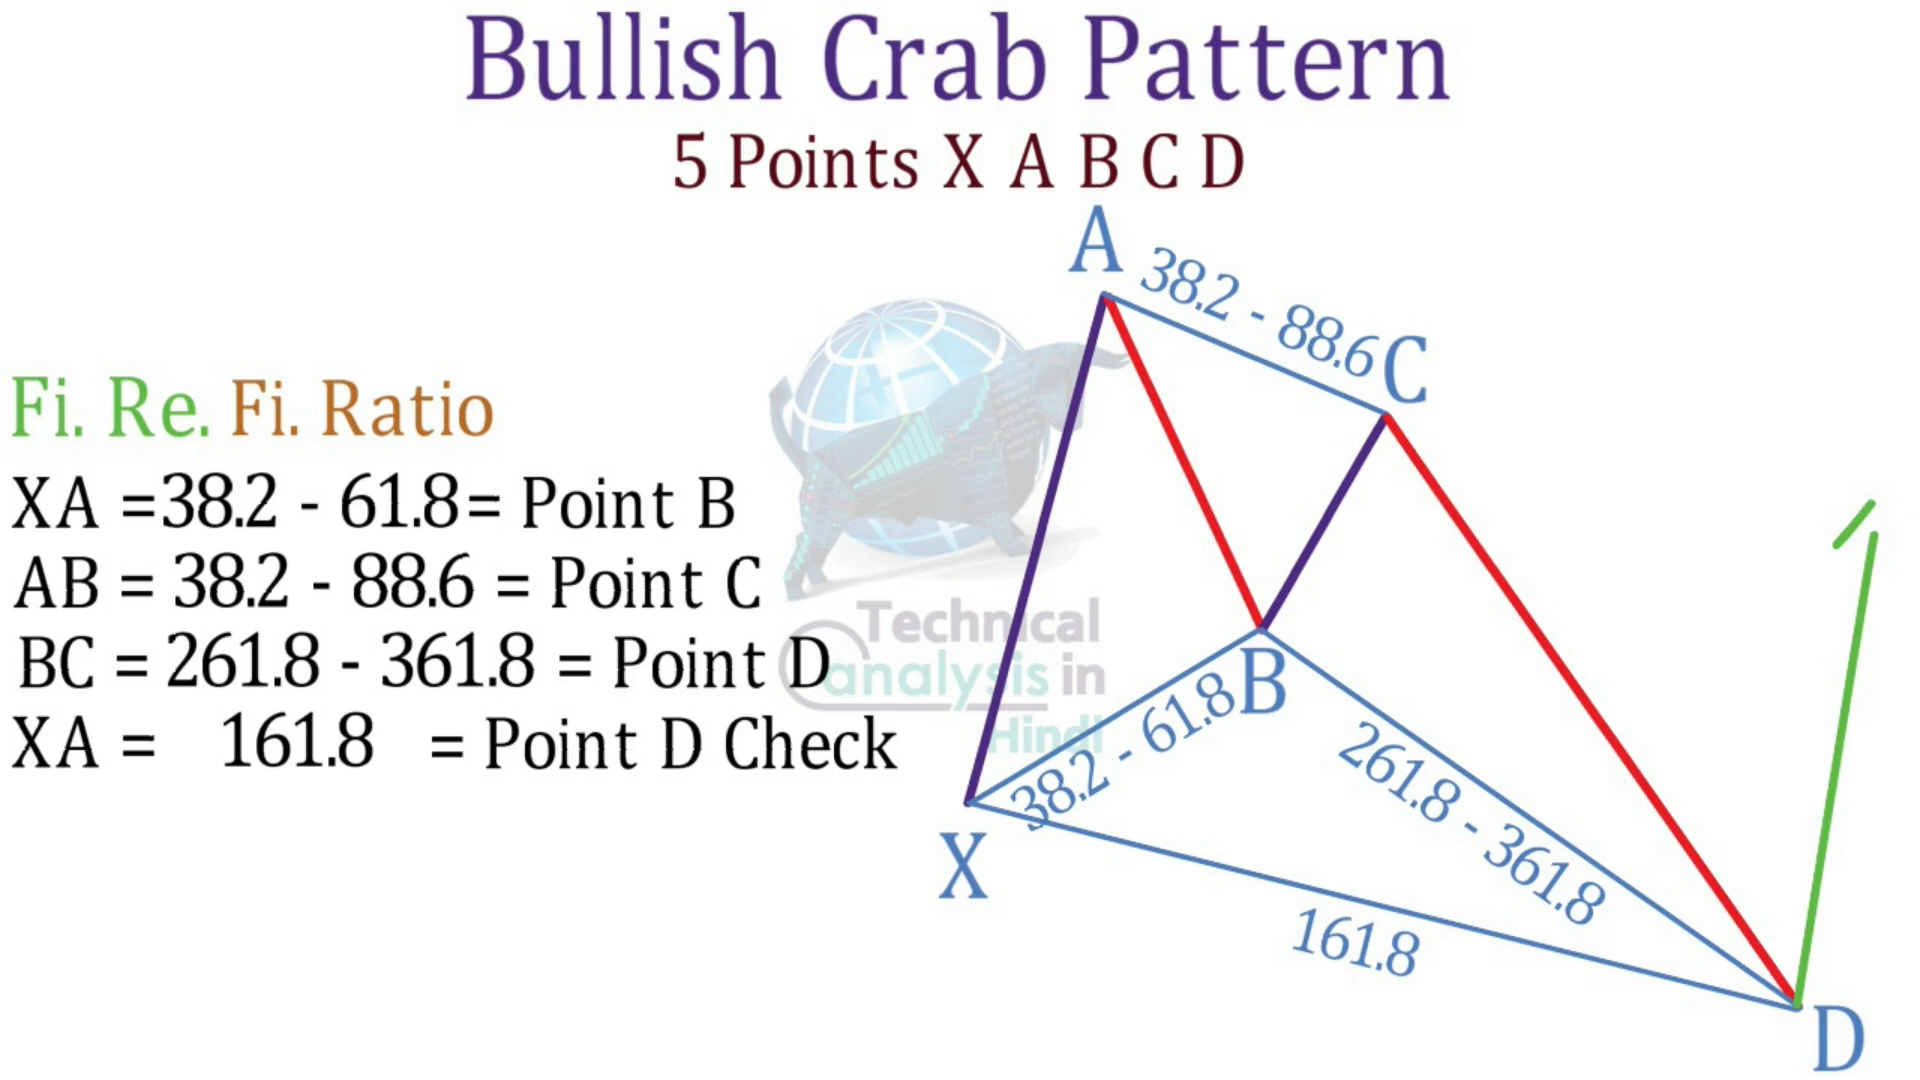 Bullish Crab Pattern
5 Points X A B C D
A
38.2 - 88.6
C
Fi. Re. Fi. Ratio
XA =38.2 - 61.8= Point B
AB = 38.2 - 88.6 = Point C
BC = 261.8 - 361.8 = Point D
XA = 161.8 = Point D Check
Technical
analysis in
Hindi
B
38.2 - 61.8
261.8 - 361.8
X
161.8
D